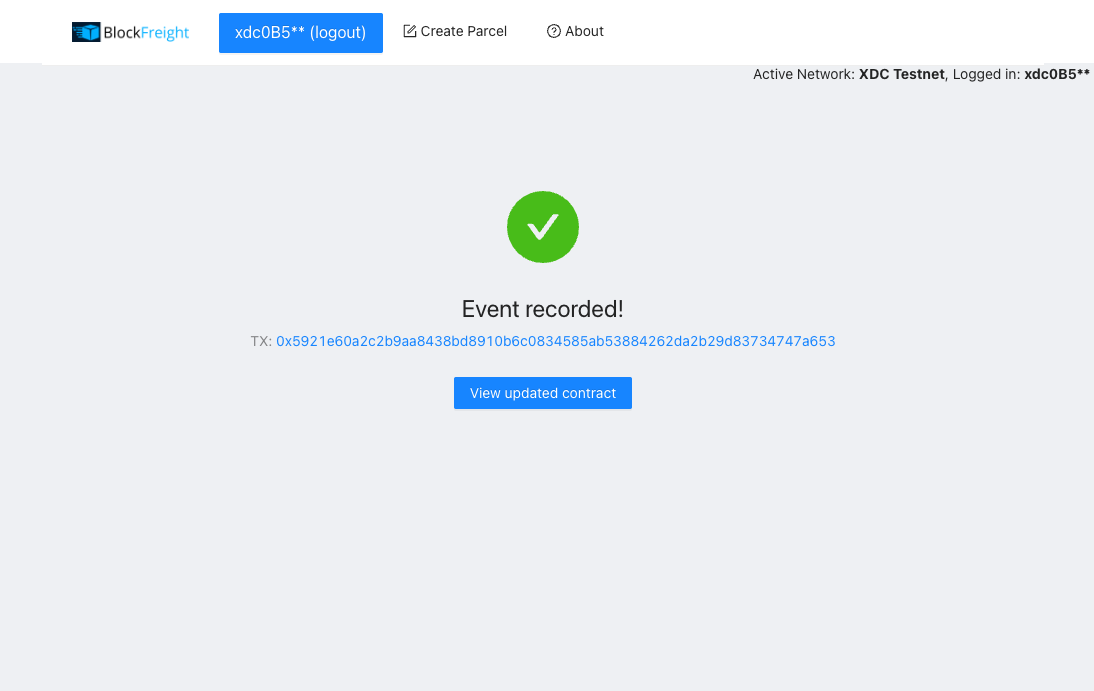 BlockFreight
xdc0B5** (logout)
Create Parcel
About
Active Network: XDC Testnet, Logged in: xdc0B5**
Event recorded!
TX: 0x5921e60a2c2b9aa8438bd8910b6c0834585ab53884262da2b29d83734747a653
View updated contract